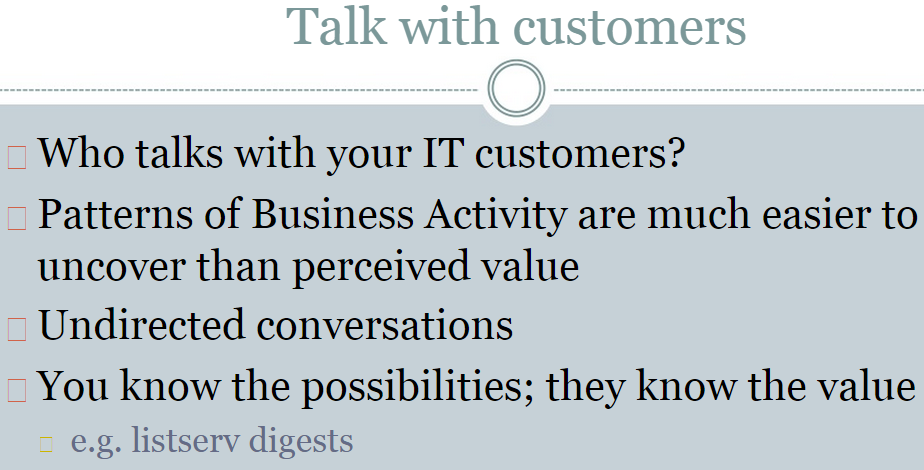 Talk with customers
Who talks with your IT customers?
Patterns of Business Activity are much easier to
uncover than perceived value
Undirected conversations
You know the possibilities; they know the value
e.g. listserv digests